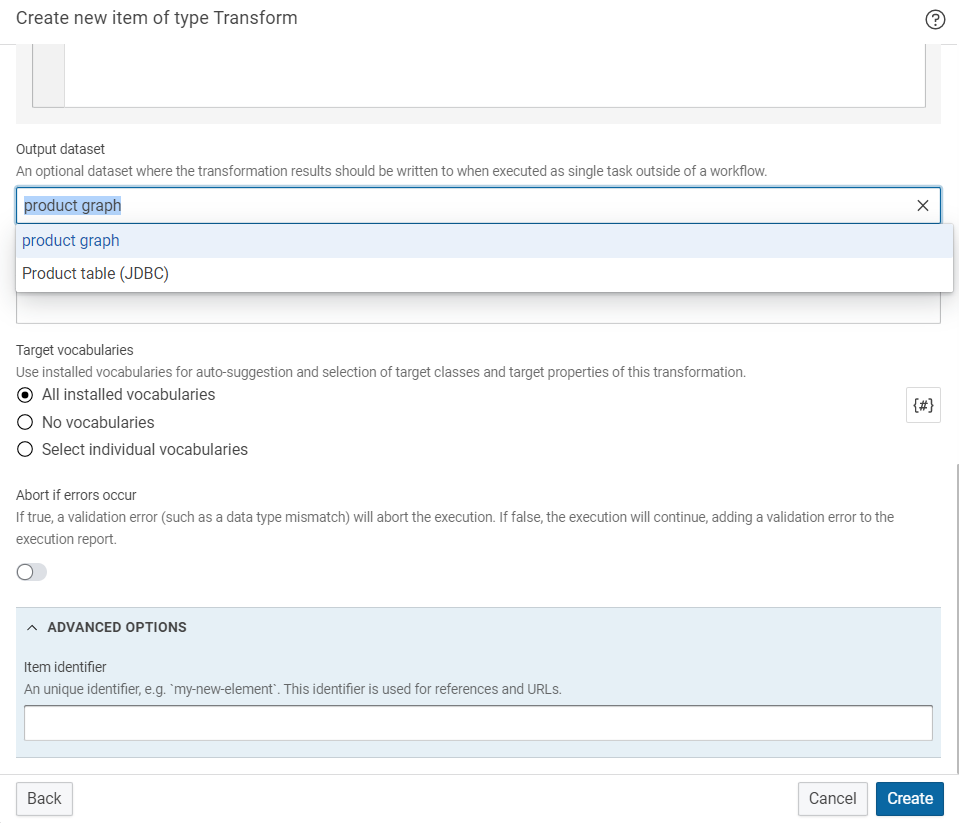 Create new item of type Transform
Output dataset
An optional dataset where the transformation results should be written to when executed as single task outside of a workflow.
product graph
product graph
Product table (JDBC)
Target vocabularies
Use installed vocabularies for auto-suggestion and selection of target classes and target properties of this transformation.
All installed vocabularies
{#}
No vocabularies
Select individual vocabularies
Abort if errors occur
If true, a validation error (such as a data type mismatch) will abort the execution. If false, the execution will continue, adding a validation error to the
execution report.
ADVANCED OPTIONS
Item identifier
An unique identifier, e.g. `my-new-element`. This identifier is used for references and URLs.
Back
Cancel
Create